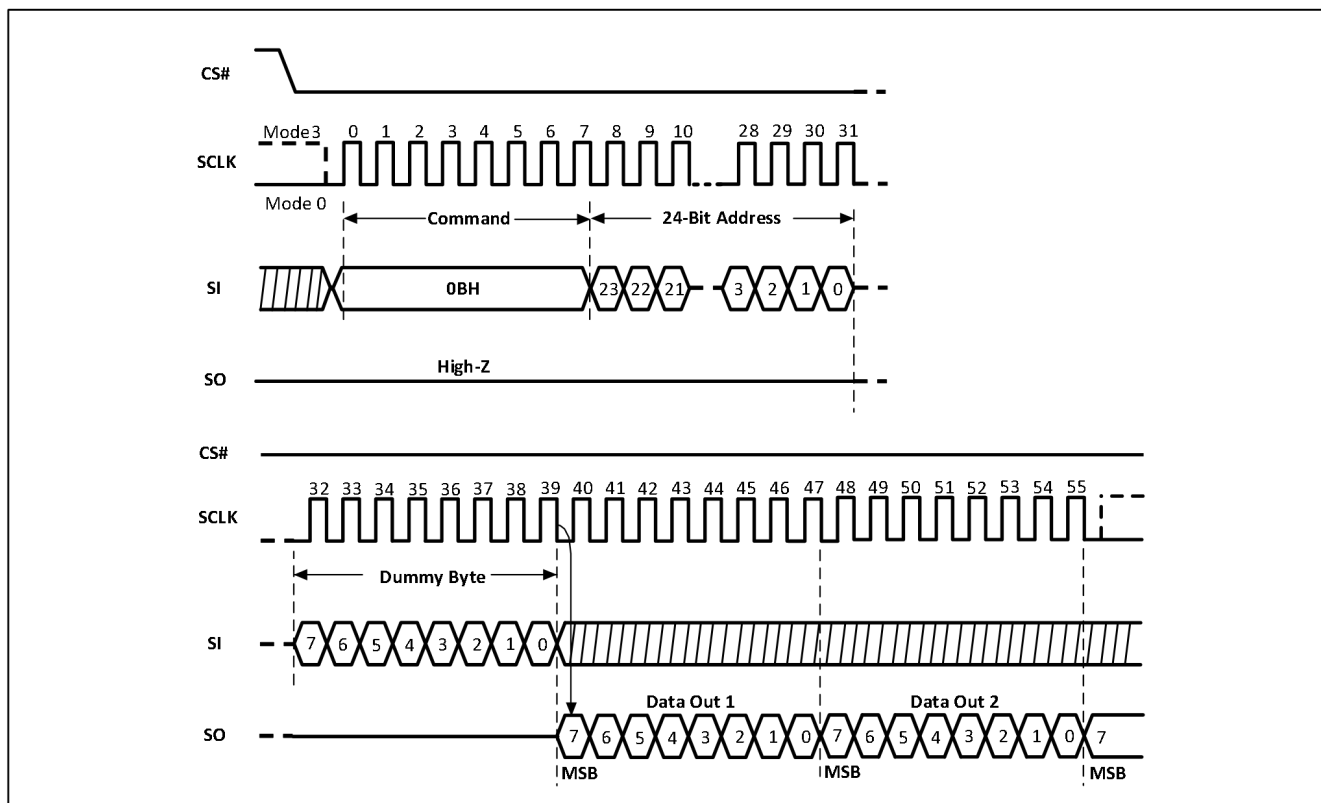 CS#
Mode 3 0 1 2 3 4 5 6 7 8 9 10 28 29 30 31
SCLK
Mode 0
Command 24-Bit Address
SI 0BH 23 22 21 3 2 1 0
High-Z
SO
CS#
32 33 34 35 36 37 38 39 40 41 42 43 44 45 46 47 48 49 50 51 52 53 54 55
SCLK
Dummy Byte
SI 7 6 5 4 3 2 1 0
Data Out 1 Data Out 2
SO 7 6 5 4 3 2 1 0 7 6 5 4 3 2 1 0 7
MSB MSB MSB